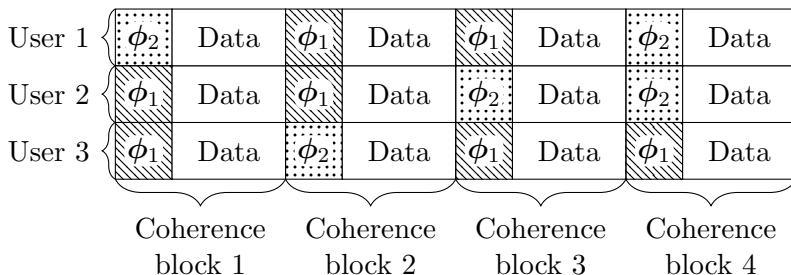 User 1 ϕ2 Data ϕ1 Data ϕ1 Data ϕ2 Data
User 2 ϕ1 Data ϕ1 Data ϕ2 Data ϕ2 Data
User 3 ϕ1 Data ϕ2 Data ϕ1 Data ϕ1 Data
Coherence Coherence Coherence Coherence
block 1 block 2 block 3 block 4